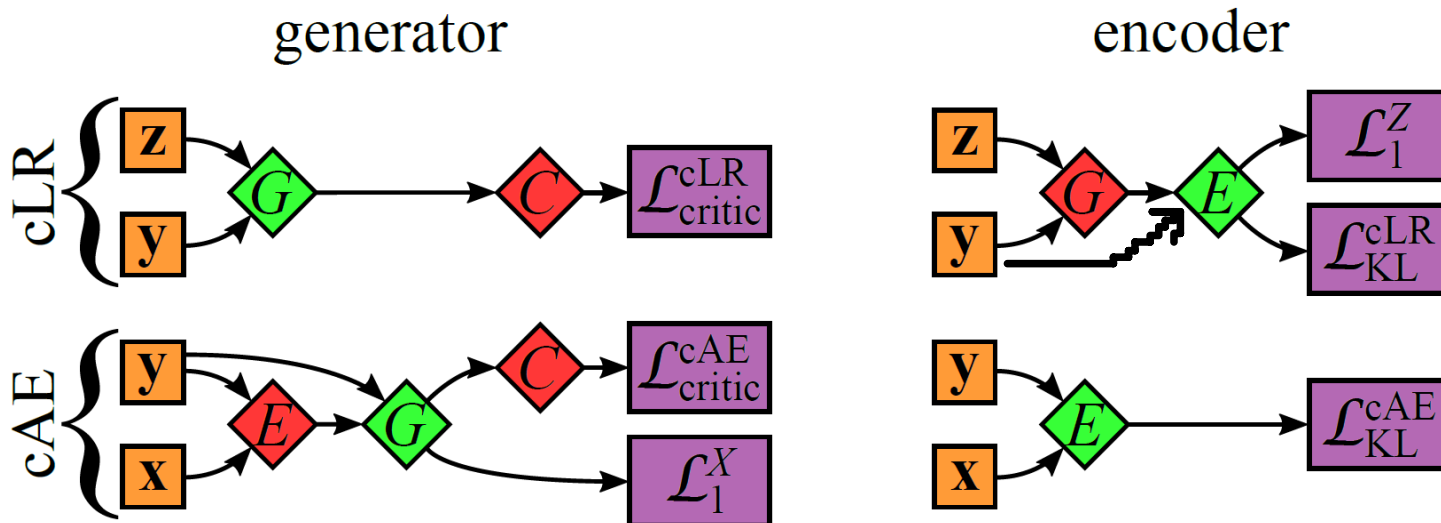 generator encoder
cLR
z
y
G
C
ℒ^cLR_critic
z
y
G
E
ℒ^Z_1
ℒ^cLR_KL
cAE
y
x
E
G
C
ℒ^cAE_critic
ℒ^X_1
y
x
E
ℒ^cAE_KL